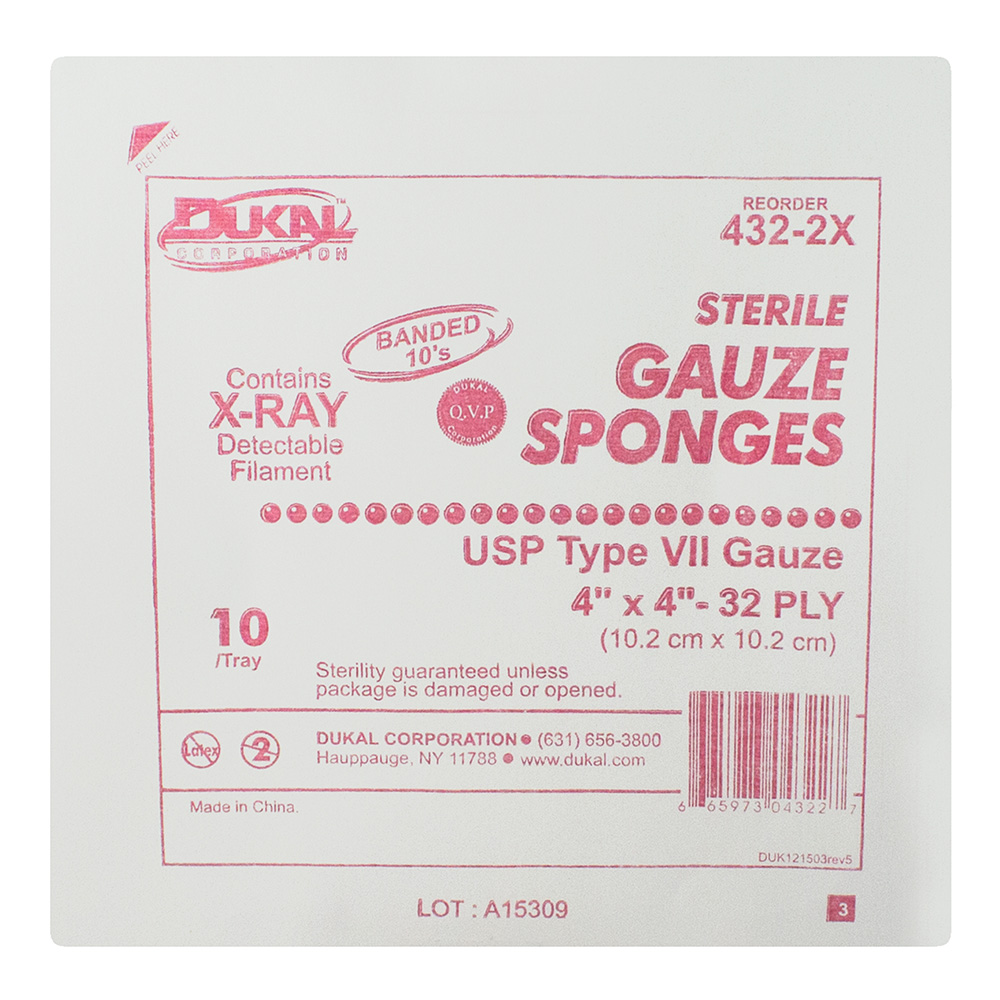 PEEL HERE
DUKAL™
CORPORATION
REORDER
432-2X
STERILE
GAUZE
SPONGES
BANDED
10's
Contains
X-RAY
Detectable
Filament
DUKAL
Q.V.P
Corporation
USP Type VII Gauze
4" x 4"- 32 PLY
(10.2 cm x 10.2 cm)
10
/Tray
Sterility guaranteed unless
package is damaged or opened.
Latex
2
DUKAL CORPORATION ● (631) 656-3800
Hauppauge, NY 11788 ● www.dukal.com
6 65973 04322 7
Made in China.
DUK121503rev5
LOT : A15309
3